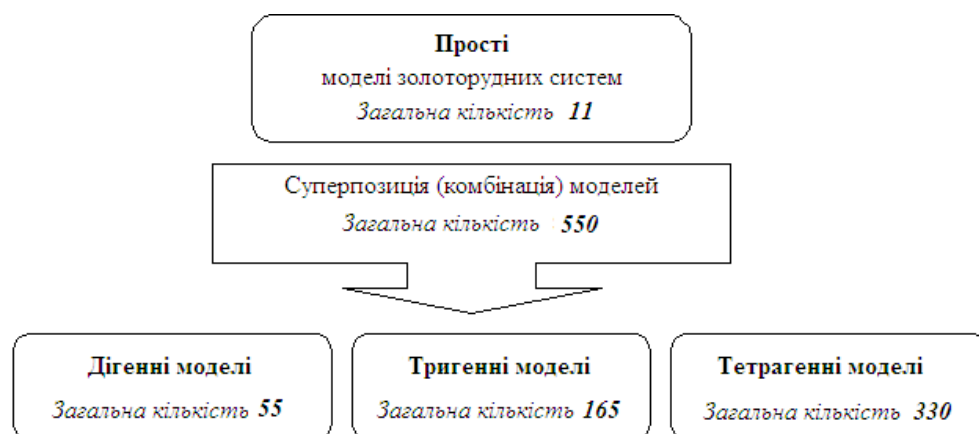 Прості
моделі золоторудних систем
Загальна кількість 11
Суперпозиція (комбінація) моделей
Загальна кількість 550
Дігенні моделі
Загальна кількість 55
Тригенні моделі
Загальна кількість 165
Тетрагенні моделі
Загальна кількість 330